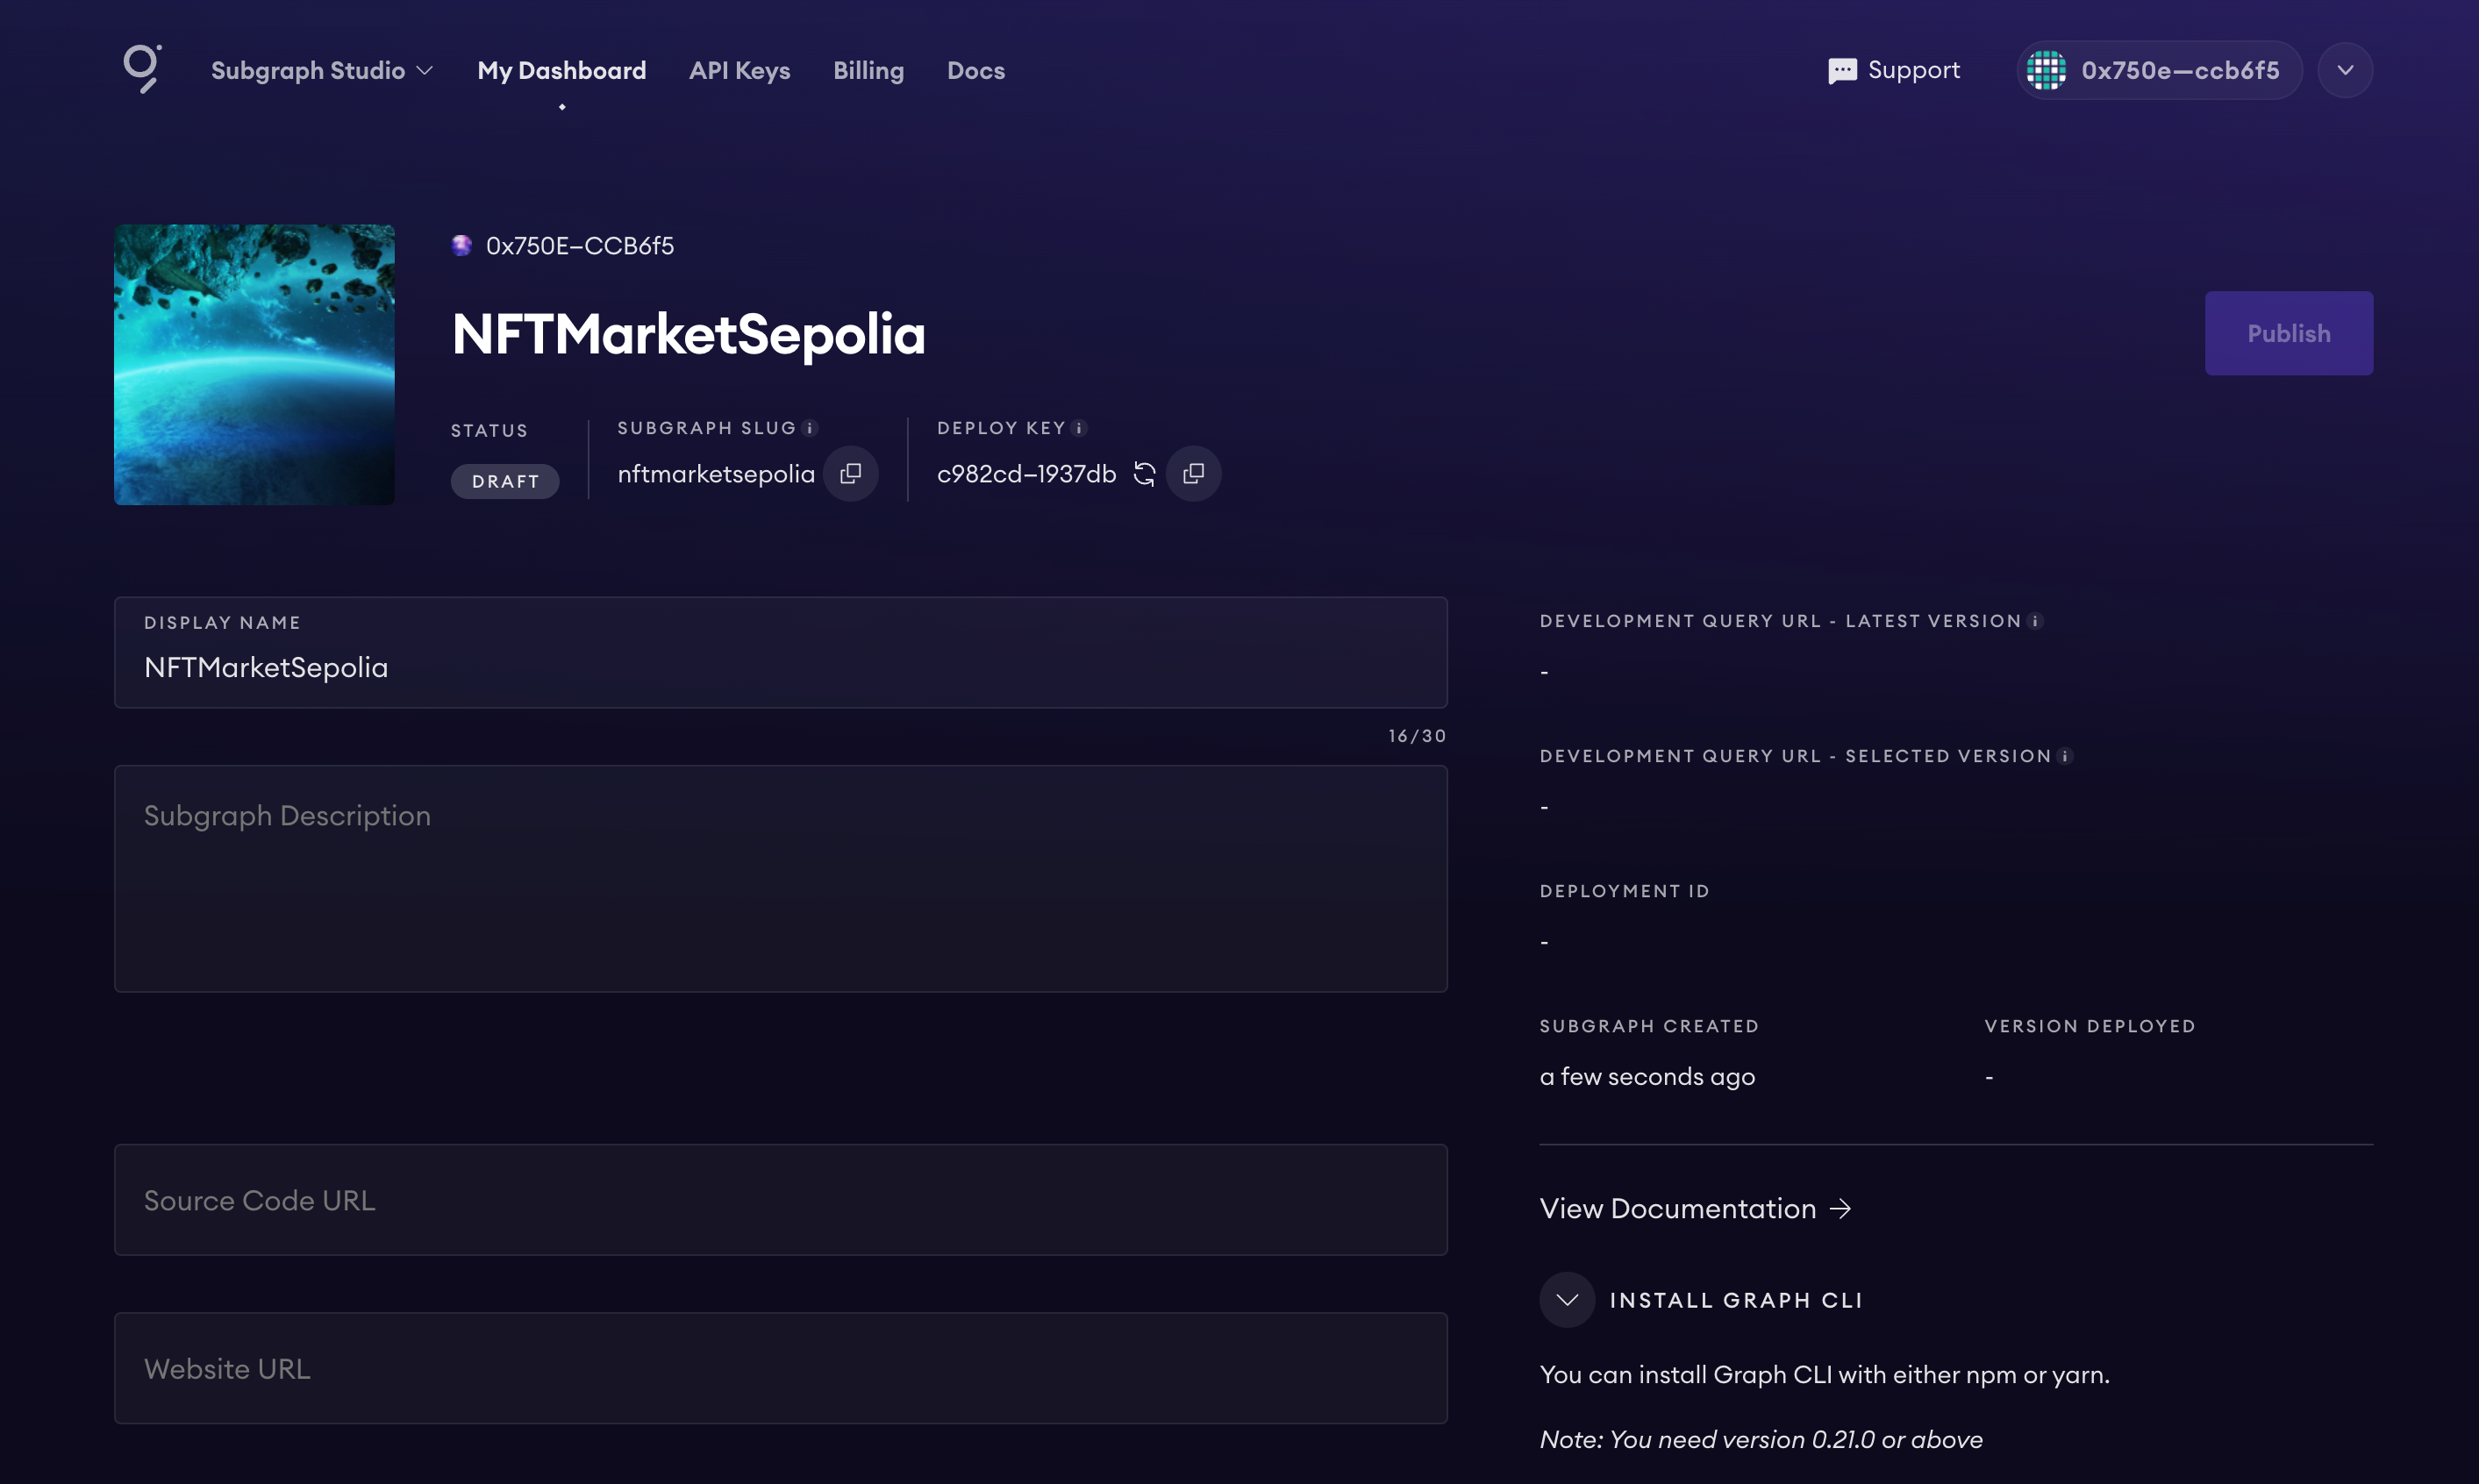 Subgraph Studio My Dashboard API Keys Billing Docs Support 0x750e—ccb6f5
0x750E–CCB6f5
NFTMarketSepolia
Publish
STATUS SUBGRAPH SLUG DEPLOY KEY
DRAFT nftmarketsepolia c982cd–1937db
DISPLAY NAME
NFTMarketSepolia
16/30
Subgraph Description
Source Code URL
Website URL
DEVELOPMENT QUERY URL - LATEST VERSION
-
DEVELOPMENT QUERY URL - SELECTED VERSION
-
DEPLOYMENT ID
-
SUBGRAPH CREATED VERSION DEPLOYED
a few seconds ago -
View Documentation →
INSTALL GRAPH CLI
You can install Graph CLI with either npm or yarn.
Note: You need version 0.21.0 or above